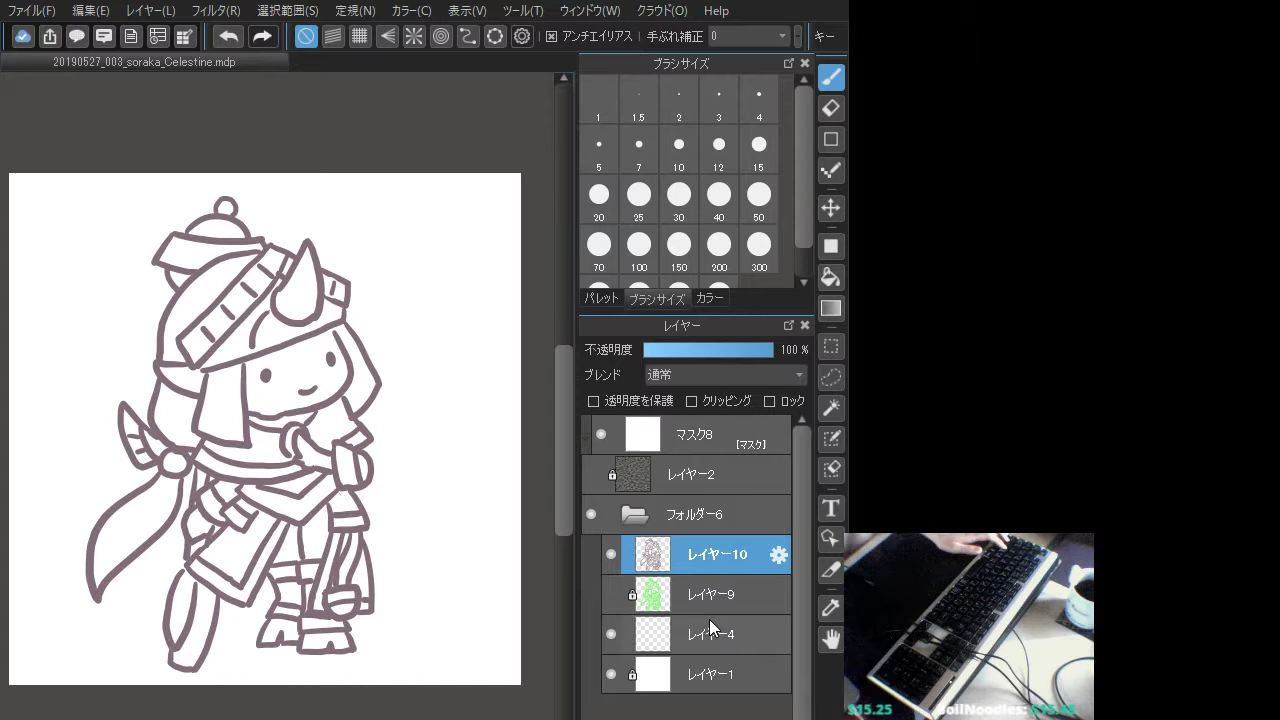 ファイル(F) 編集(E) レイヤー(L) フィルタ(R) 選択範囲(S) 定規(N) カラー(C) 表示(V) ツール(T) ウィンドウ(W) クラウド(O) Help
アンチエイリアス 手ぶれ補正 0 キー
20190527_003_soraka_Celestine.mdp
ブラシサイズ
1 1.5 2 3 4
5 7 10 12 15
20 25 30 40 50
70 100 150 200 300
パレット ブラシサイズ カラー
レイヤー
不透明度 100 %
ブレンド 通常
透明度を保護 クリッピング ロック
マスク8
[マスク]
レイヤー2
フォルダー6
レイヤー10
レイヤー9
レイヤー4
レイヤー1
T
$15.25